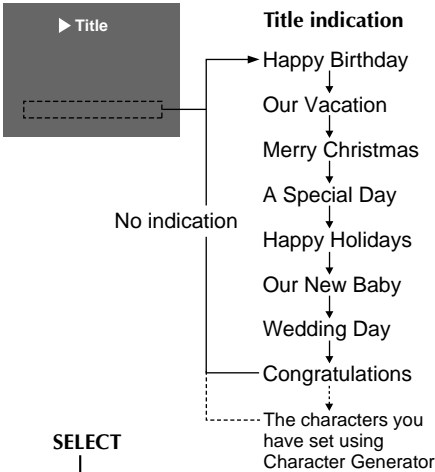 Title
Title indication
Happy Birthday
Our Vacation
Merry Christmas
A Special Day
No indication
Happy Holidays
Our New Baby
Wedding Day
Congratulations
The characters you
have set using
Character Generator
SELECT